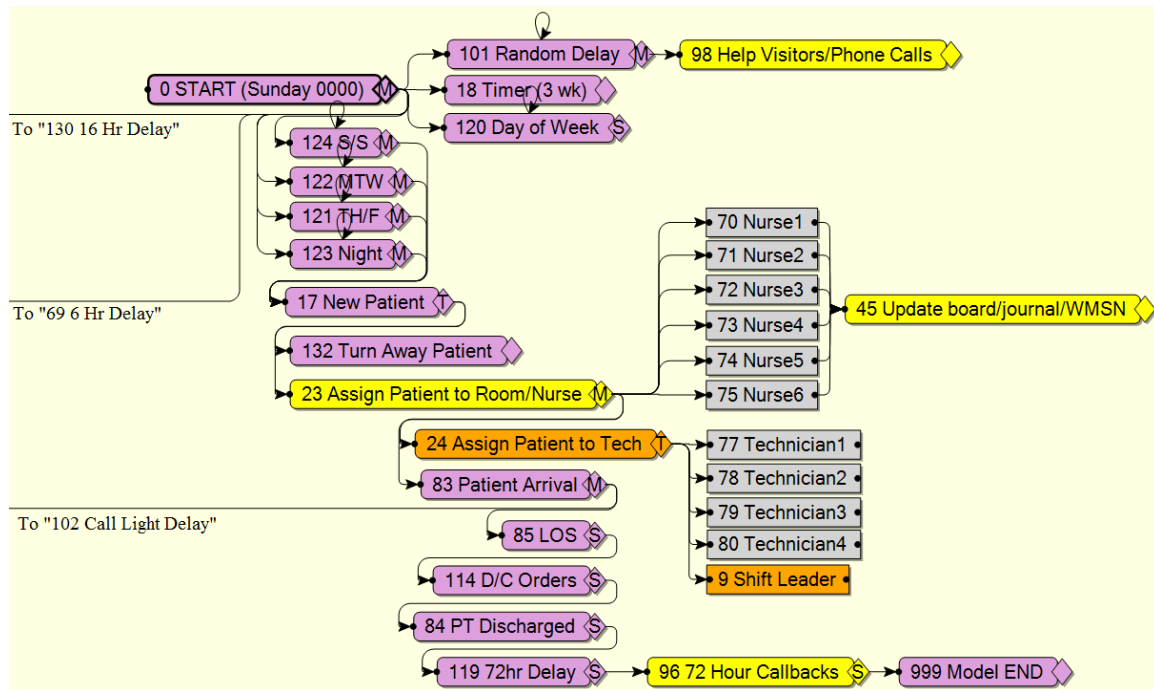 101 Random Delay M
98 Help Visitors/Phone Calls
0 START (Sunday 0000) M
18 Timer (3 wk)
120 Day of Week S
To "130 16 Hr Delay"
124 S/S M
122 MTW M
121 TH/F M
123 Night M
17 New Patient T
To "69 6 Hr Delay"
132 Turn Away Patient
23 Assign Patient to Room/Nurse M
70 Nurse1
71 Nurse2
72 Nurse3
73 Nurse4
74 Nurse5
75 Nurse6
45 Update board/journal/WMSN
24 Assign Patient to Tech T
77 Technician1
78 Technician2
79 Technician3
80 Technician4
9 Shift Leader
83 Patient Arrival M
To "102 Call Light Delay"
85 LOS S
114 D/C Orders S
84 PT Discharged S
119 72hr Delay S
96 72 Hour Callbacks S
999 Model END